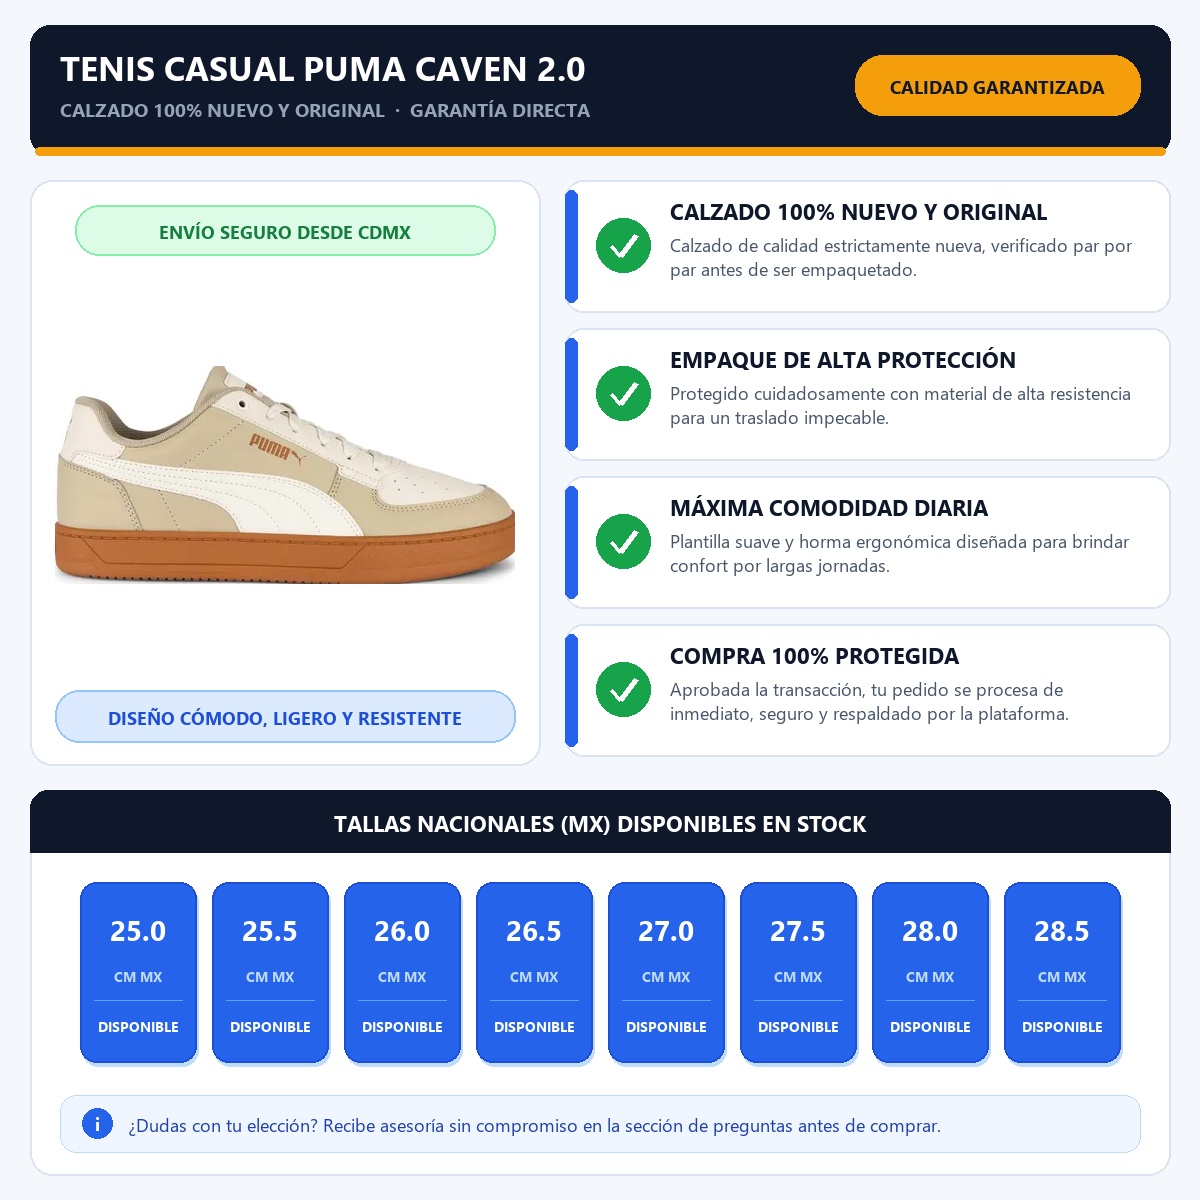 TENIS CASUAL PUMA CAVEN 2.0
CALZADO 100% NUEVO Y ORIGINAL · GARANTÍA DIRECTA
CALIDAD GARANTIZADA
ENVÍO SEGURO DESDE CDMX
PUMA
DISEÑO CÓMODO, LIGERO Y RESISTENTE
CALZADO 100% NUEVO Y ORIGINAL
Calzado de calidad estrictamente nueva, verificado par por
par antes de ser empaquetado.
EMPAQUE DE ALTA PROTECCIÓN
Protegido cuidadosamente con material de alta resistencia
para un traslado impecable.
MÁXIMA COMODIDAD DIARIA
Plantilla suave y horma ergonómica diseñada para brindar
confort por largas jornadas.
COMPRA 100% PROTEGIDA
Aprobada la transacción, tu pedido se procesa de
inmediato, seguro y respaldado por la plataforma.
TALLAS NACIONALES (MX) DISPONIBLES EN STOCK
25.0 25.5 26.0 26.5 27.0 27.5 28.0 28.5
CM MX CM MX CM MX CM MX CM MX CM MX CM MX CM MX
DISPONIBLE DISPONIBLE DISPONIBLE DISPONIBLE DISPONIBLE DISPONIBLE DISPONIBLE DISPONIBLE
¿Dudas con tu elección? Recibe asesoría sin compromiso en la sección de preguntas antes de comprar.